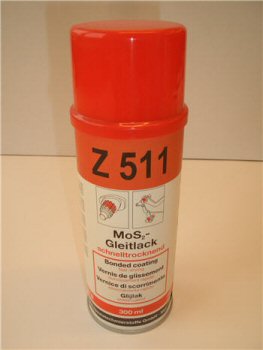 Z 511
MoS₂-
Gleitlack
schnelltrocknend
Bonded coating
Vernis de glissement
Vernice di scorrimento
Glijlak
300 ml